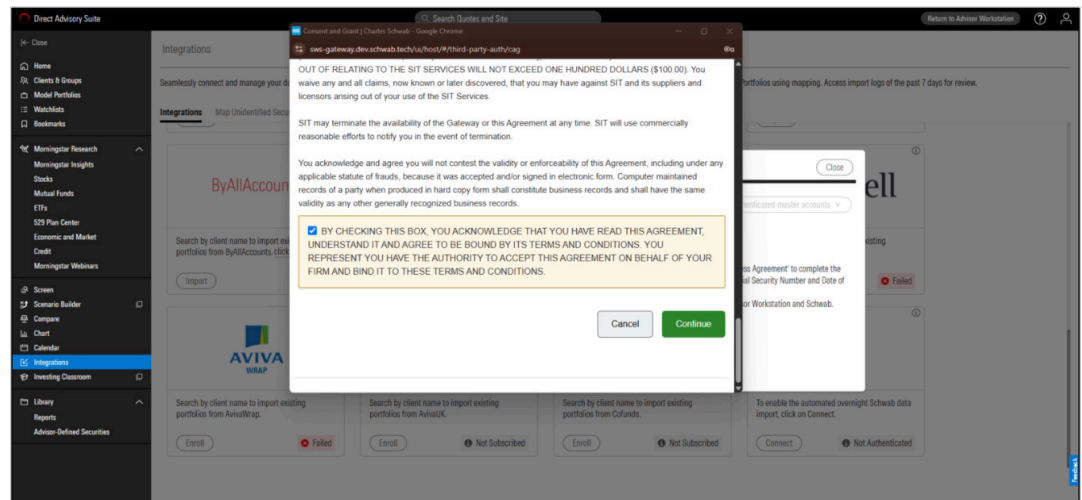 Direct Advisory Suite
Search Quotes and Site
Return to Advisor Workstation
Close
Home
Clients & Groups
Model Portfolios
Watchlists
Bookmarks
Morningstar Research
Morningstar Insights
Stocks
Mutual Funds
ETFs
529 Plan Center
Economic and Market
Credit
Morningstar Webinars
Screen
Scenario Builder
Compare
Chart
Calendar
Integrations
Investing Classroom
Library
Reports
Advisor-Defined Securities
Integrations
Seamlessly connect and manage your
Portfolios using mapping. Access import logs of the past 7 days for review.
Integrations Map Unidentified Secu
Consent and Grant | Charles Schwab - Google Chrome
sws-gateway.dev.schwab.tech/ui/host/#/third-party-auth/cag
OUT OF RELATING TO THE SIT SERVICES WILL NOT EXCEED ONE HUNDRED DOLLARS ($100.00). You
waive any and all claims, now known or later discovered, that you may have against SIT and its suppliers and
licensors arising out of your use of the SIT Services.
SIT may terminate the availability of the Gateway or this Agreement at any time. SIT will use commercially
reasonable efforts to notify you in the event of termination.
You acknowledge and agree you will not contest the validity or enforceability of this Agreement, including under any
applicable statute of frauds, because it was accepted and/or signed in electronic form. Computer maintained
records of a party when produced in hard copy form shall constitute business records and shall have the same
validity as any other generally recognized business records.
BY CHECKING THIS BOX, YOU ACKNOWLEDGE THAT YOU HAVE READ THIS AGREEMENT,
UNDERSTAND IT AND AGREE TO BE BOUND BY ITS TERMS AND CONDITIONS. YOU
REPRESENT YOU HAVE THE AUTHORITY TO ACCEPT THIS AGREEMENT ON BEHALF OF YOUR
FIRM AND BIND IT TO THESE TERMS AND CONDITIONS.
Cancel
Continue
Close
ell
enticated master accounts
ss Agreement' to complete the
ial Security Number and Date of
or Workstation and Schwab.
xisting
Failed
ByAllAccoun
Search by client name to import exi
portfolios from ByAllAccounts. click
Import
AVIVA
WRAP
Search by client name to import existing
portfolios from AvivaWrap.
Enroll
Failed
Search by client name to import existing
portfolios from AvivaUK.
Enroll
Not Subscribed
Search by client name to import existing
portfolios from Cofunds.
Enroll
Not Subscribed
To enable the automated overnight Schwab data
import, click on Connect.
Connect
Not Authenticated
Feedback